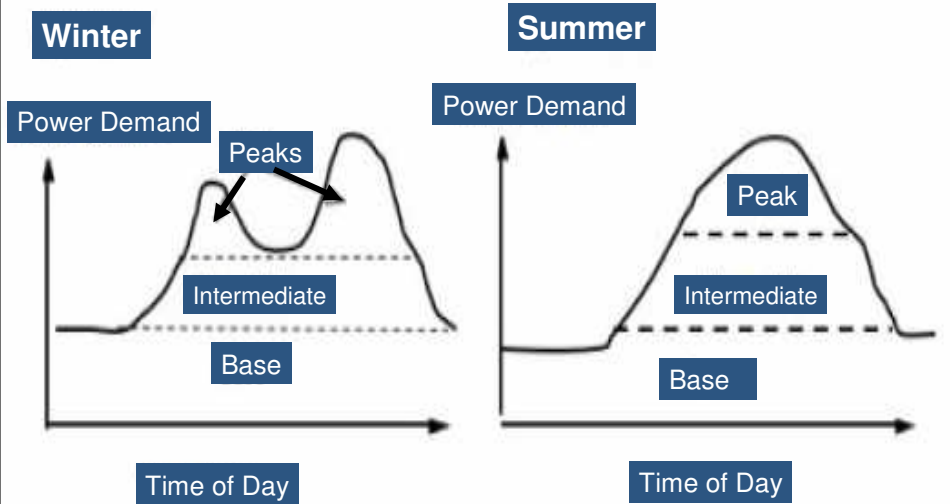 Winter
Power Demand
Peaks
Intermediate
Base
Time of Day
Summer
Power Demand
Peak
Intermediate
Base
Time of Day